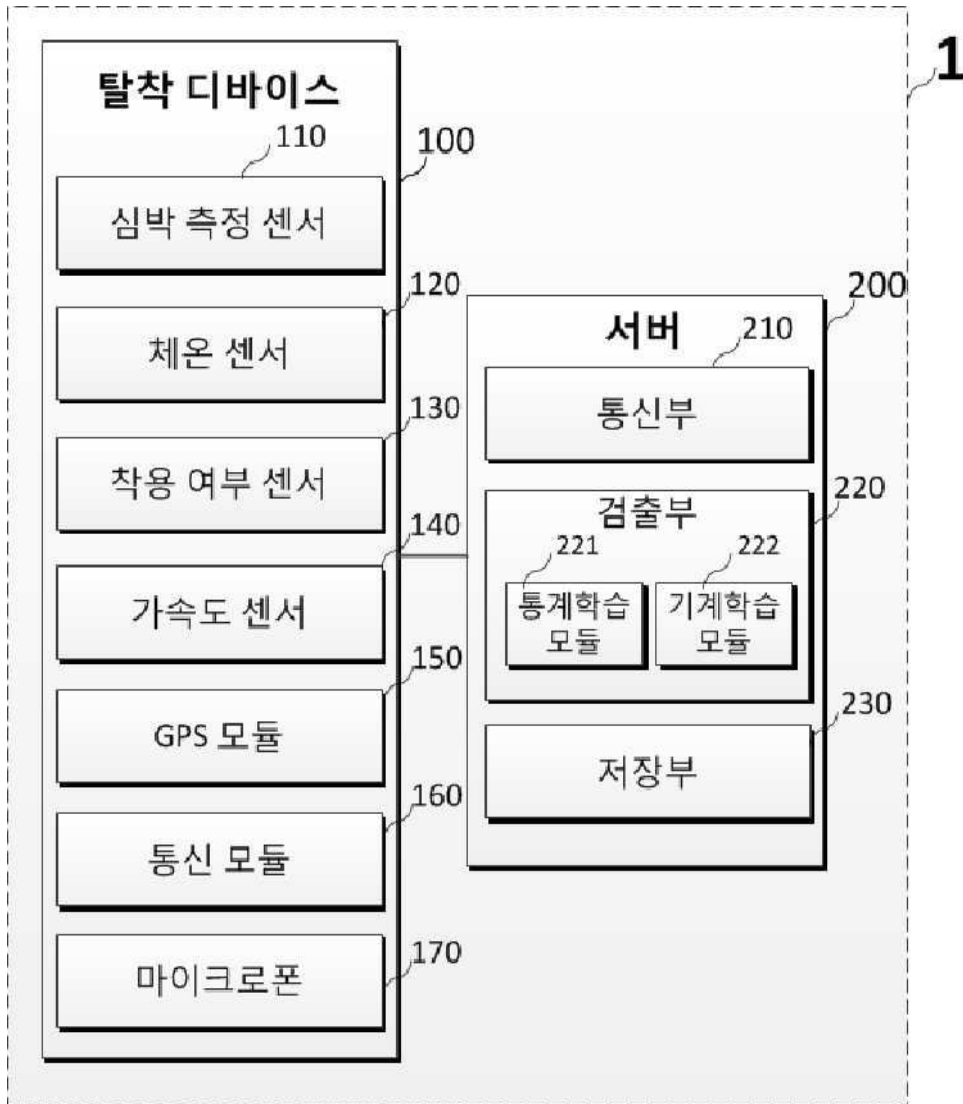 1
탈착 디바이스
100
110
심박 측정 센서
120
체온 센서
130
착용 여부 센서
140
가속도 센서
150
GPS 모듈
160
통신 모듈
170
마이크로폰
200
서버
210
통신부
220
검출부
221
통계학습
모듈
222
기계학습
모듈
230
저장부